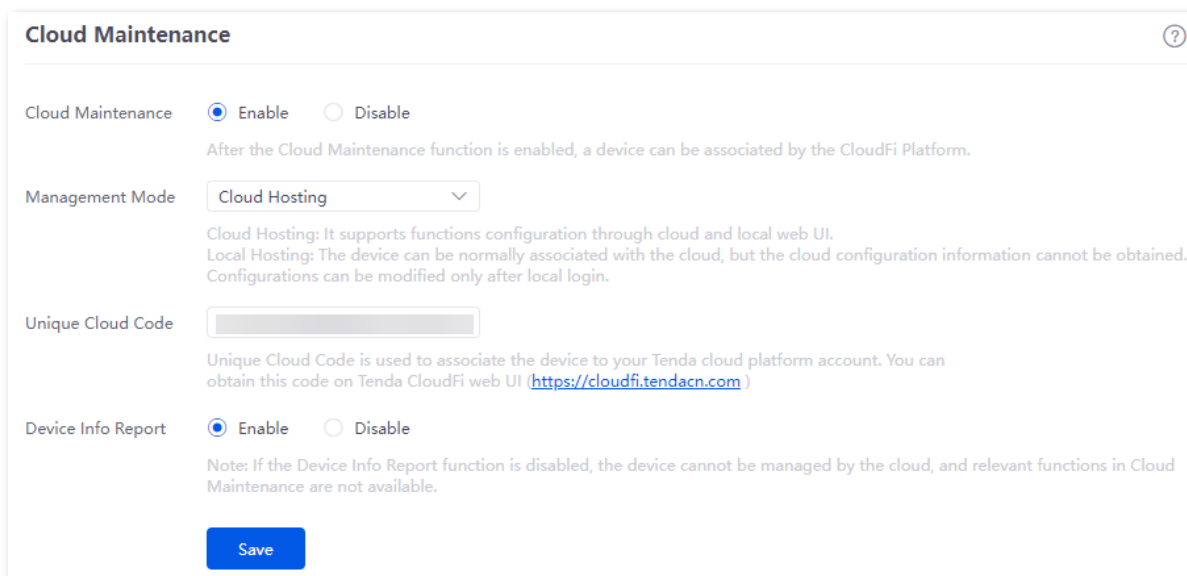 Cloud Maintenance
?
Cloud Maintenance Enable Disable
After the Cloud Maintenance function is enabled, a device can be associated by the CloudFi Platform.
Management Mode Cloud Hosting
Cloud Hosting: It supports functions configuration through cloud and local web UI.
Local Hosting: The device can be normally associated with the cloud, but the cloud configuration information cannot be obtained.
Configurations can be modified only after local login.
Unique Cloud Code
Unique Cloud Code is used to associate the device to your Tenda cloud platform account. You can
obtain this code on Tenda CloudFi web UI (https://cloudfi.tendacn.com )
Device Info Report Enable Disable
Note: If the Device Info Report function is disabled, the device cannot be managed by the cloud, and relevant functions in Cloud
Maintenance are not available.
Save